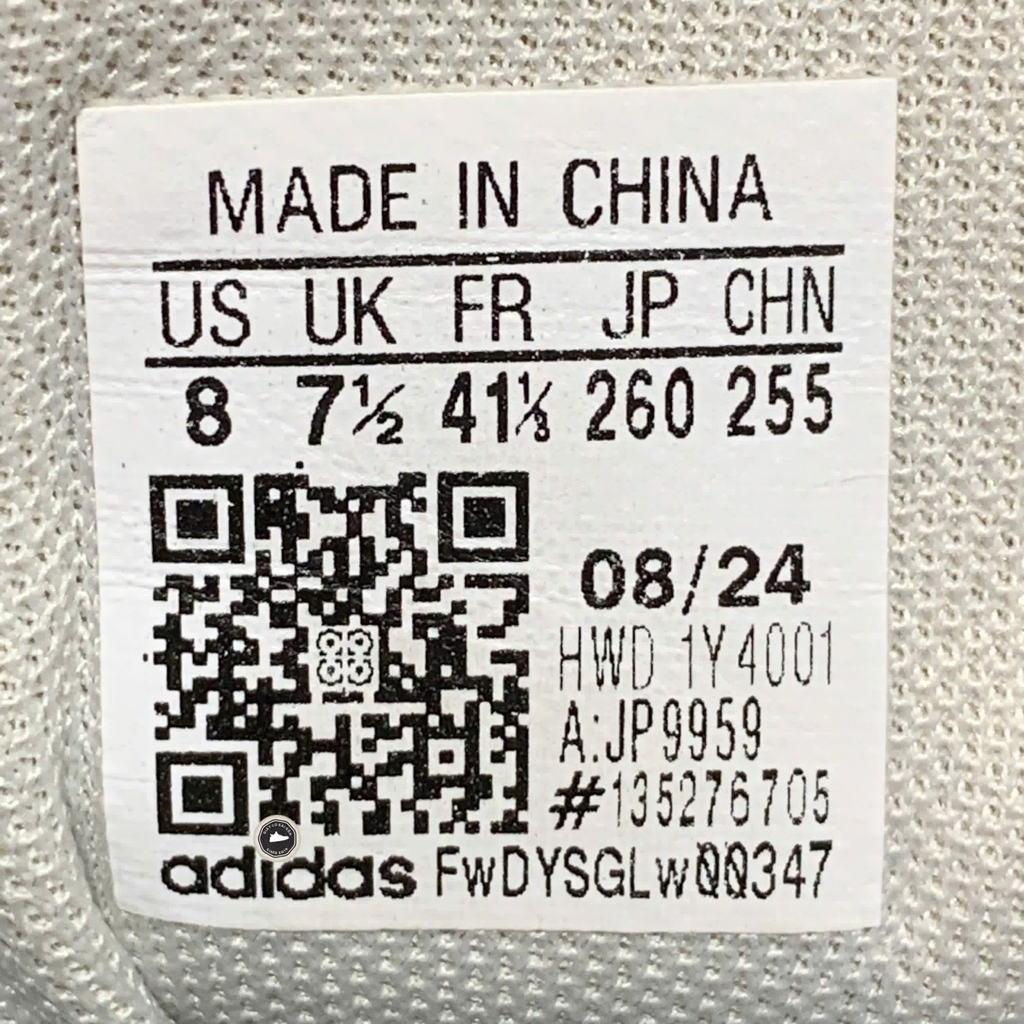 MADE IN CHINA
US UK FR JP CHN
8 7½ 41⅓ 260 255
08/24
HWD 1Y4001
A:JP9959
#135276705
adidas FwDYSGLw00347